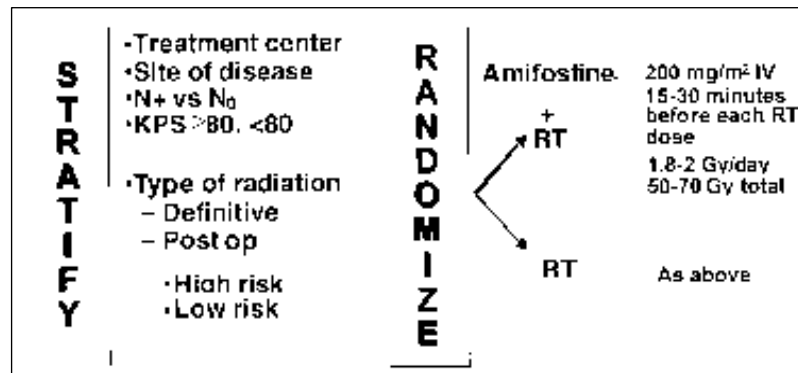 STRATIFY
·Treatment center
·Site of disease
·N+ vs N₀
·KPS ≥80, <80
·Type of radiation
– Definitive
– Post op
·High risk
·Low risk
RANDOMIZE
Amifostine
+
RT
200 mg/m² IV
15-30 minutes
before each RT
dose
1.8-2 Gy/day
50-70 Gy total
RT
As above